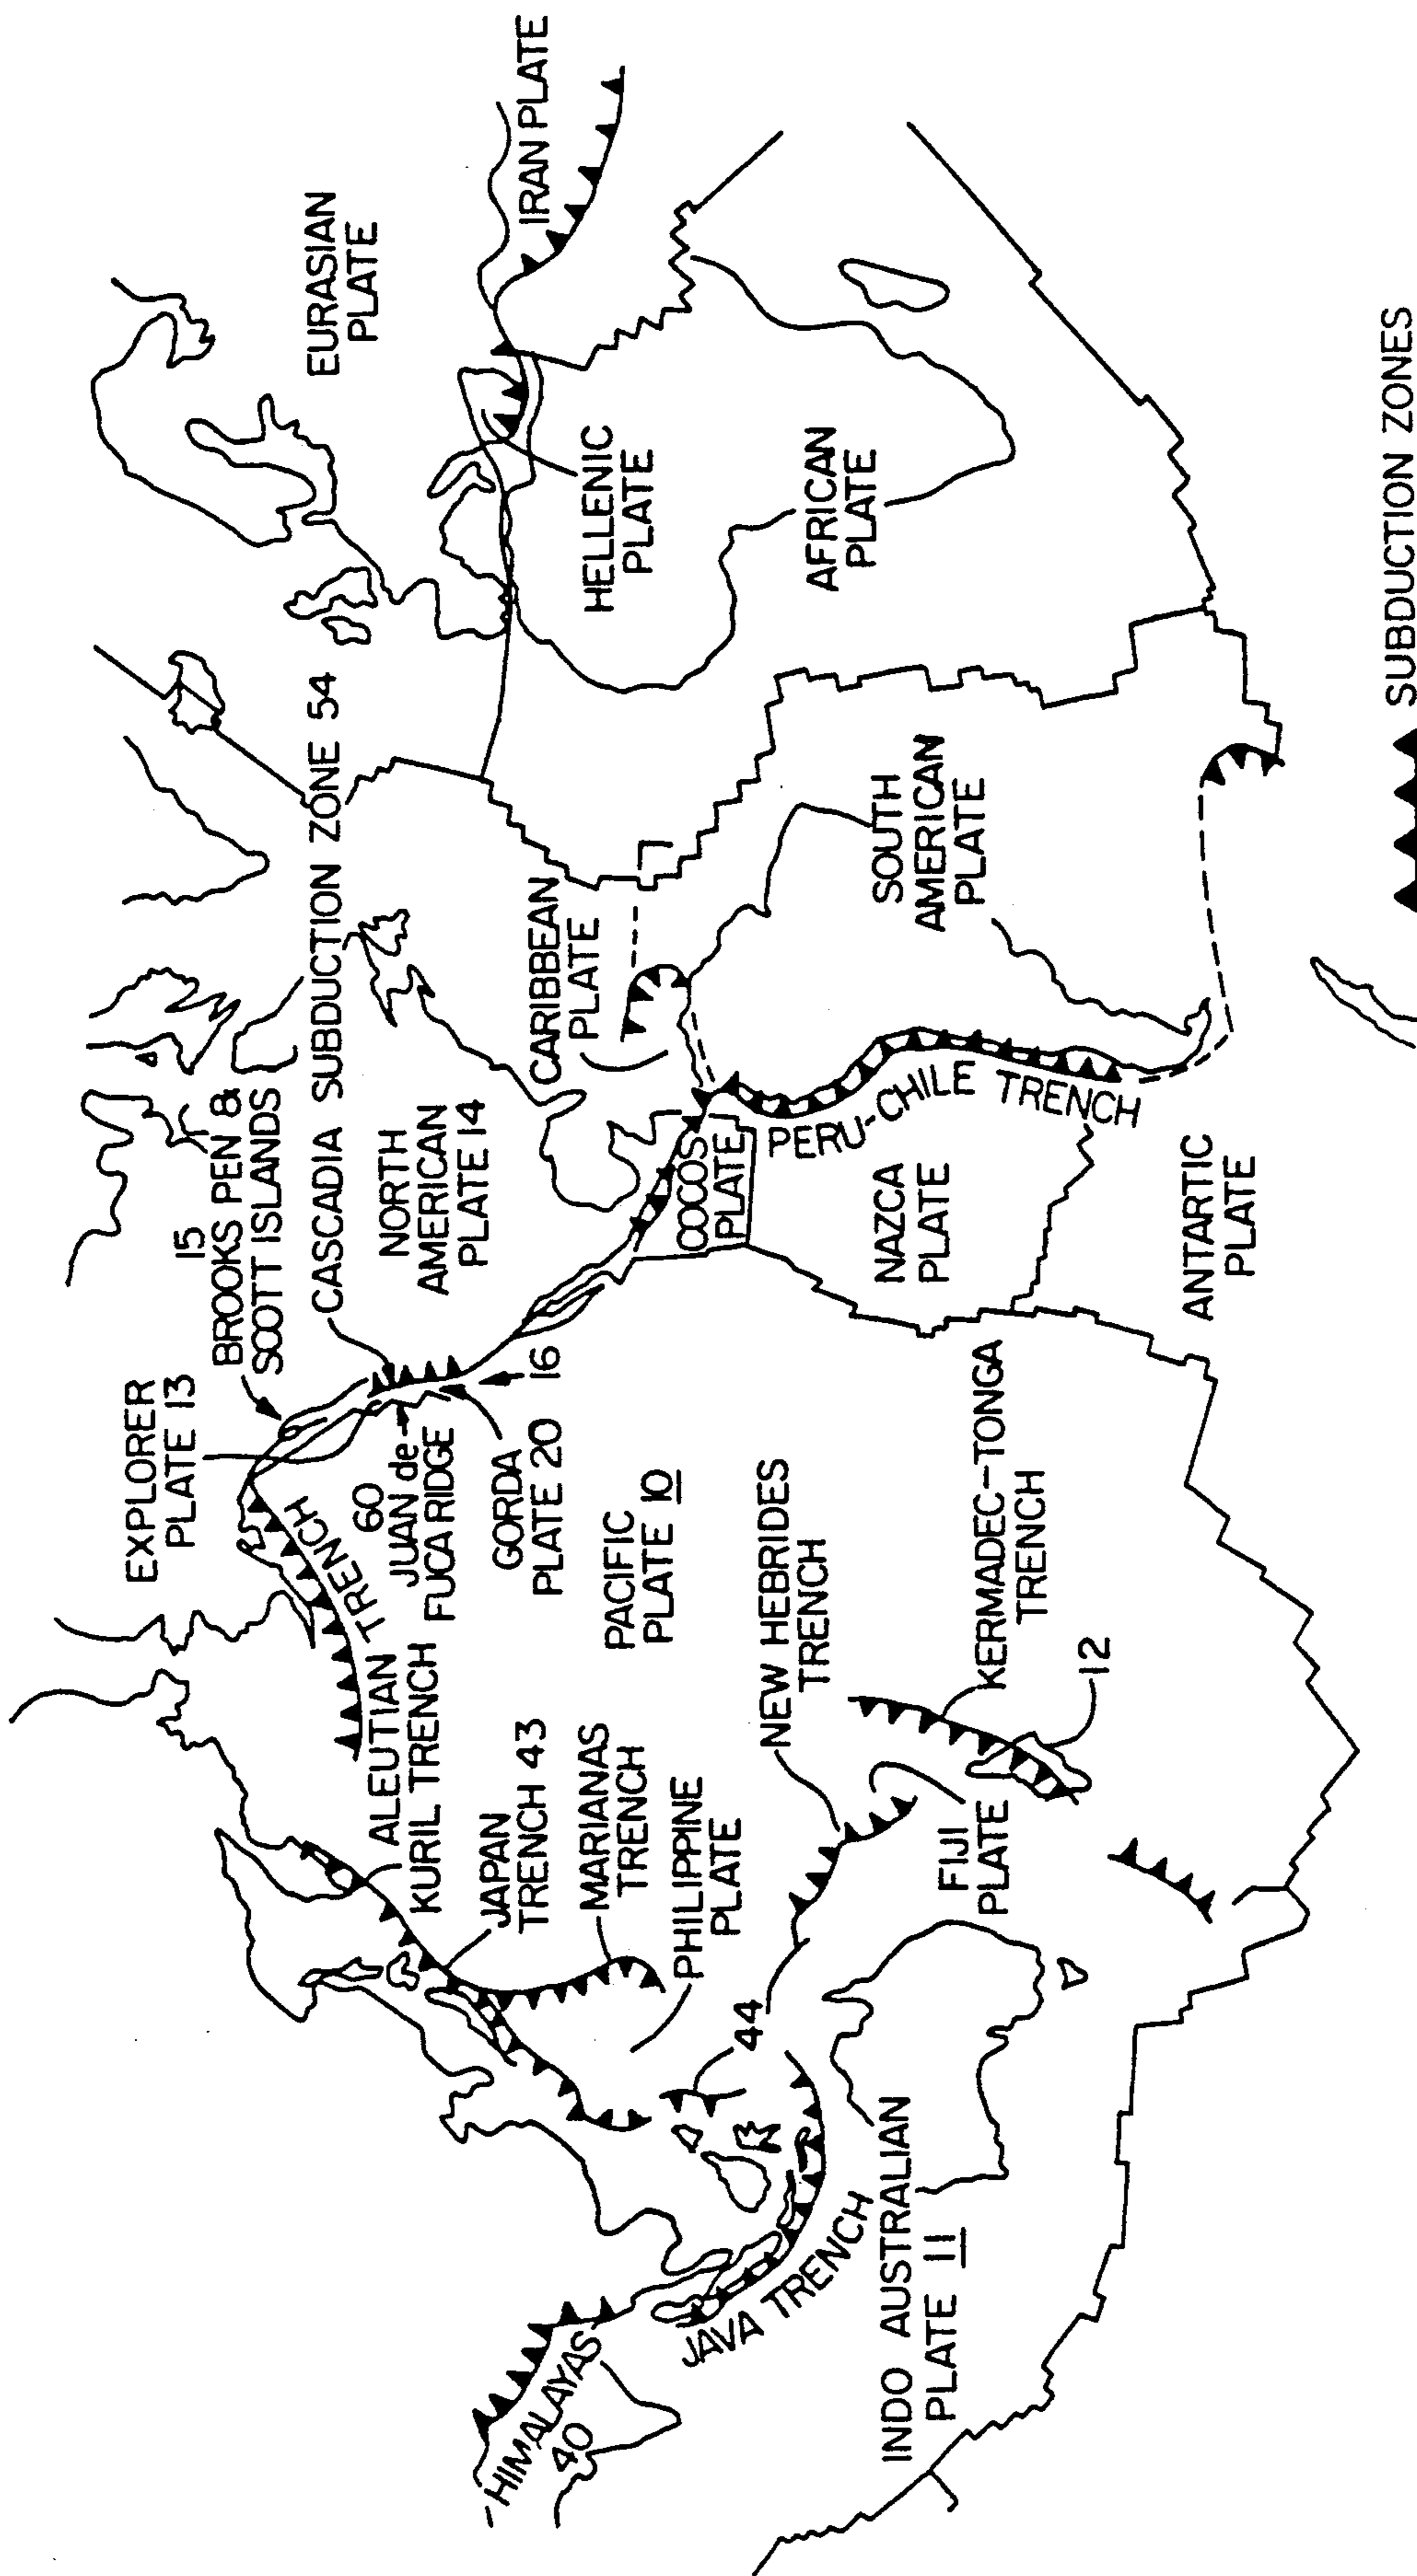 EXPLORER
PLATE 13
15
BROOKS PEN &
SCOTT ISLANDS
CASCADIA SUBDUCTION ZONE 54
NORTH
AMERICAN
PLATE 14
EURASIAN
PLATE
IRAN PLATE
HELLENIC
PLATE
AFRICAN
PLATE
CARIBBEAN
PLATE
SOUTH
AMERICAN
PLATE
COCOS
PLATE
PERU-CHILE TRENCH
NAZCA
PLATE
ANTARTIC
PLATE
16
GORDA
PLATE 20
60
JUAN de
FUCA RIDGE
ALEUTIAN TRENCH
KURIL TRENCH
JAPAN
TRENCH 43
MARIANAS
TRENCH
PHILIPPINE
PLATE
PACIFIC
PLATE 10
NEW HEBRIDES
TRENCH
KERMADEC-TONGA
TRENCH
12
FIJI
PLATE
44
HIMALAYAS
40
JAVA TRENCH
INDO AUSTRALIAN
PLATE 11
SUBDUCTION ZONES